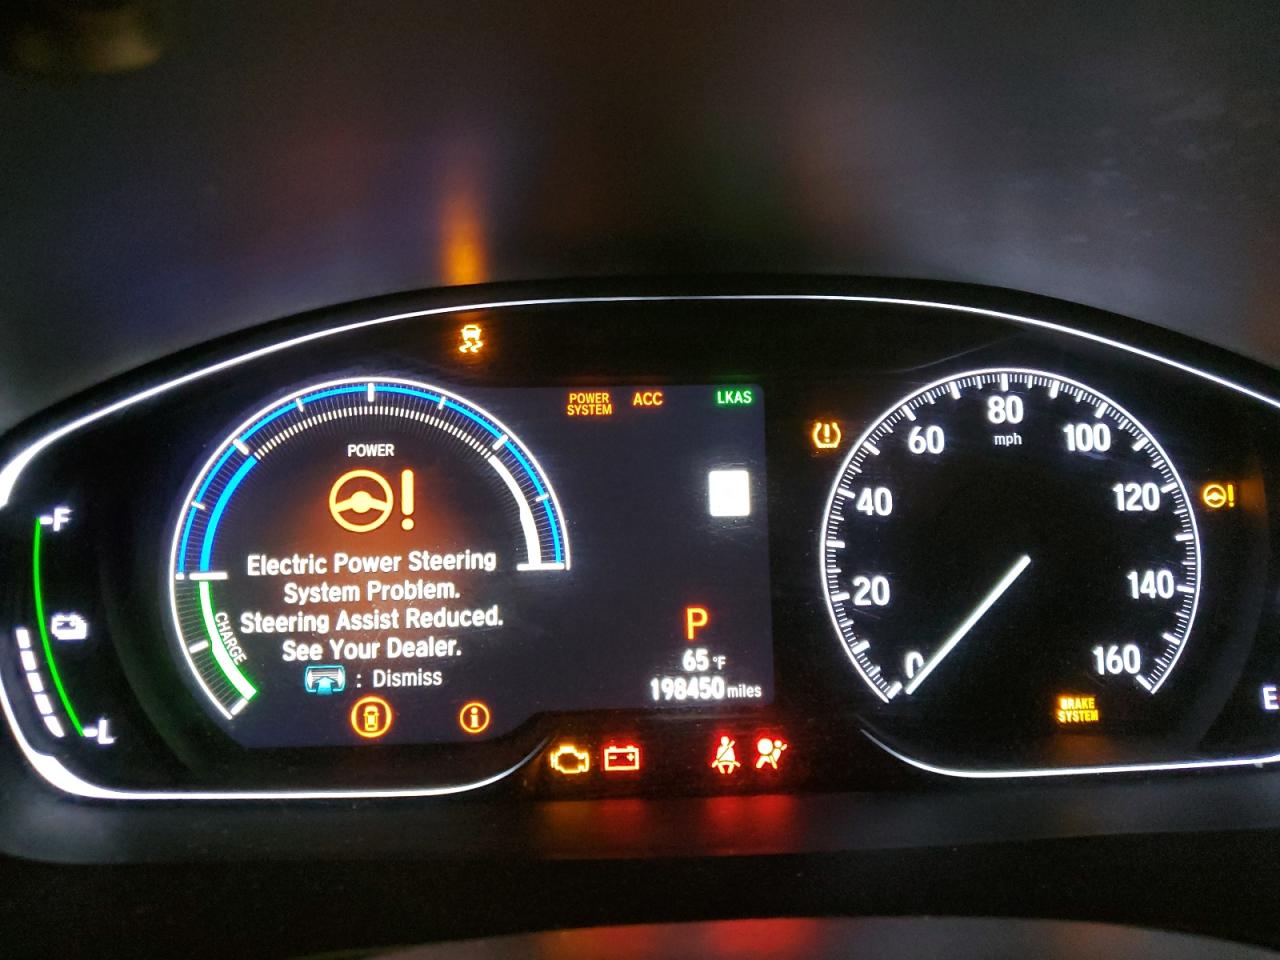 POWER SYSTEM
ACC
LKAS
POWER
Electric Power Steering
System Problem.
Steering Assist Reduced.
See Your Dealer.
: Dismiss
CHARGE
F
L
P
65 °F
198450 miles
0
20
40
60
80
mph
100
120
140
160
BRAKE
SYSTEM
E